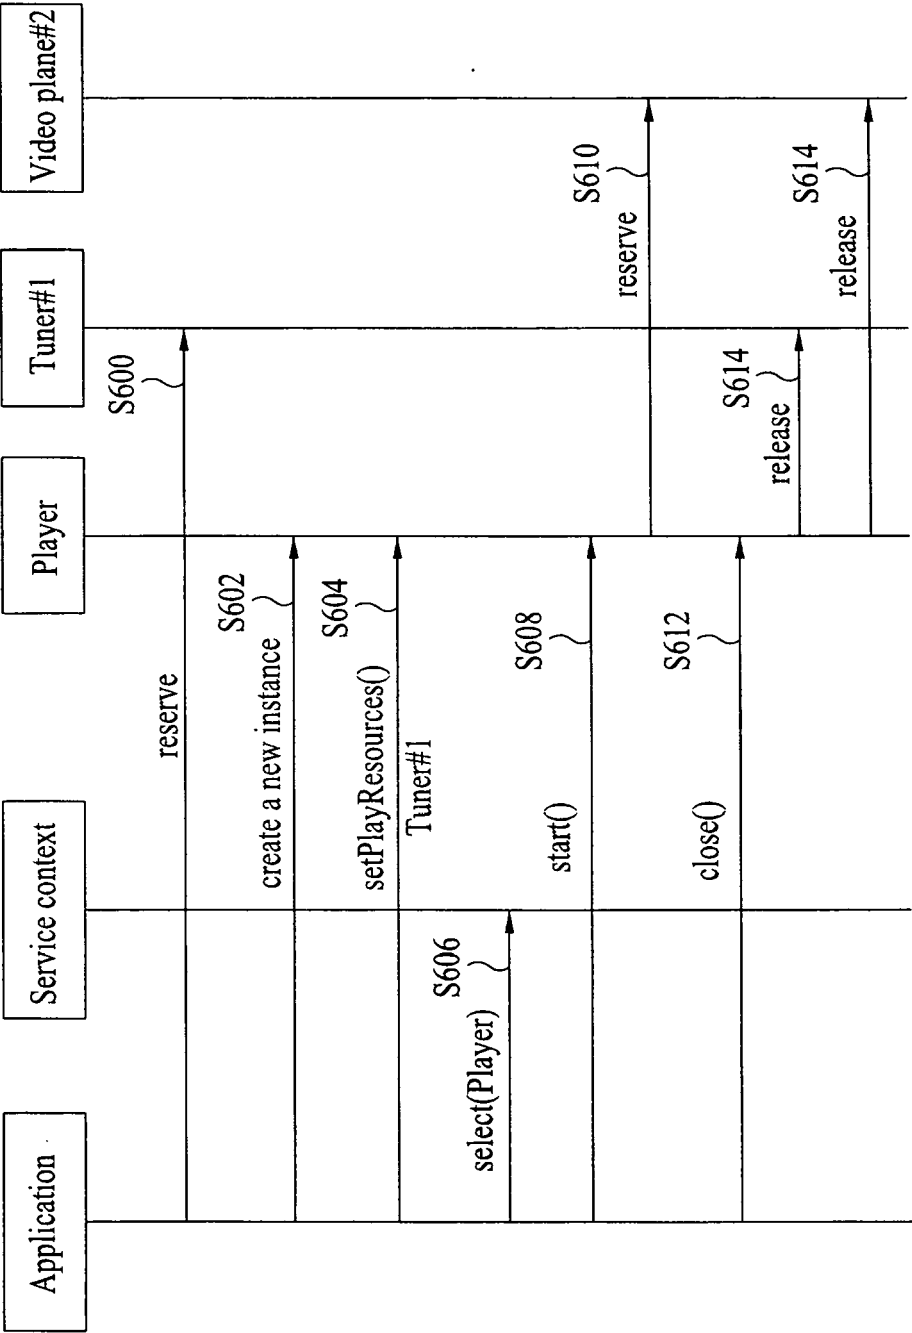 Application
Service context
Player
Tuner#1
Video plane#2
reserve
S600
create a new instance
S602
setPlayResources()
S604
Tuner#1
select(Player)
S606
start()
S608
reserve
S610
close()
S612
release
S614
release
S614